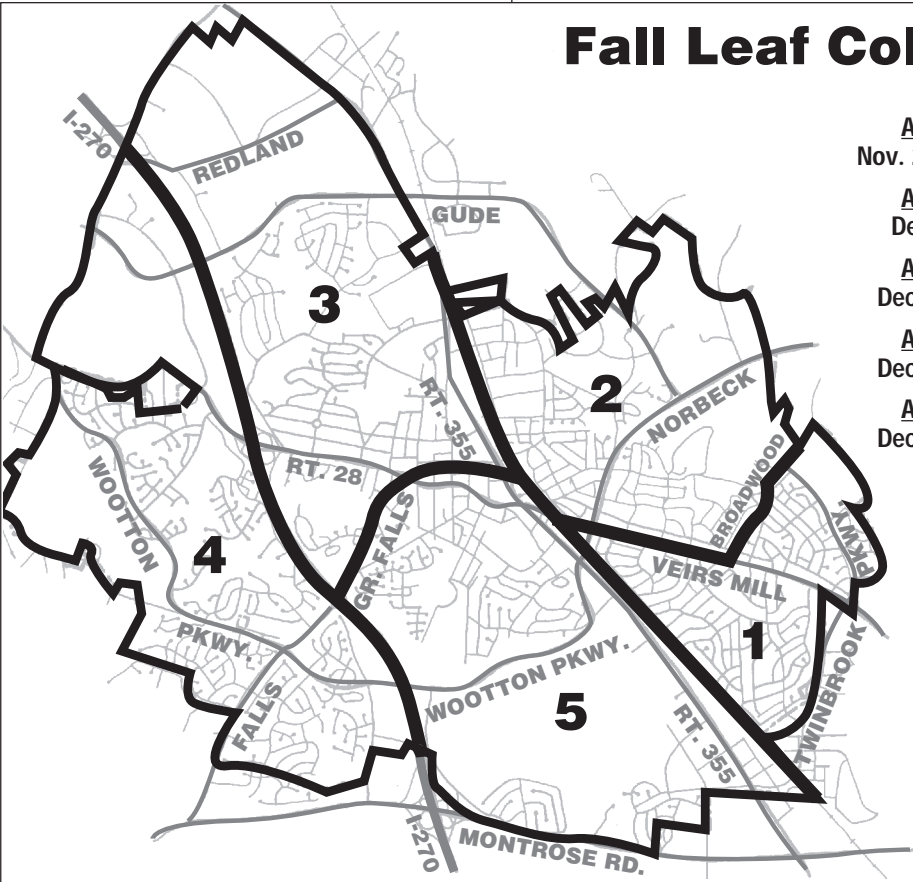 Fall Leaf Col
A
Nov.
A
De
A
Dec
A
Dec
A
Dec
I-270
REDLAND
GUDE
3
2
RT. 355
NORBECK
RT. 28
BROADWOOD
WOOTTON
GR. FALLS
PKWY
4
VEIRS MILL
PKWY.
1
WOOTTON PKWY.
TWINBROOK
FALLS
5
RT. 355
I-270
MONTROSE RD.